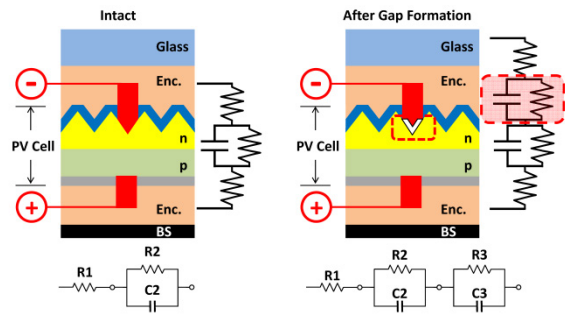 Intact
Glass
Enc.
−
PV Cell
n
p
+
Enc.
BS
R2
R1
C2
After Gap Formation
Glass
Enc.
−
PV Cell
n
p
+
Enc.
BS
R2
R3
R1
C2
C3